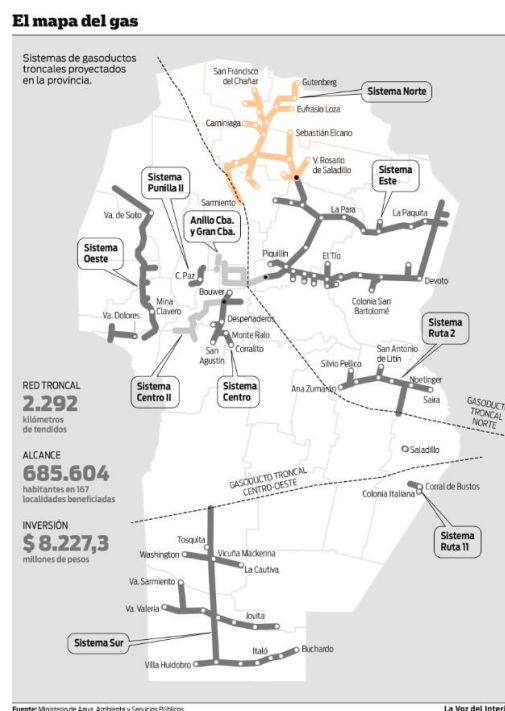 El mapa del gas
Sistemas de gasoductos
troncales proyectados
en la provincia.
San Francisco
del Chañar
Gutenberg
Sistema Norte
Eufrasio Loza
Caminiaga
Sebastián Elcano
V. Rosario
de Saladillo
Sistema
Punilla II
Sistema
Este
Sarmiento
Va. de Soto
Anillo Cba.
y Gran Cba.
La Para
La Paquita
Sistema
Oeste
Piquillín
El Tío
C. Paz
Devoto
Bouwer
Colonia San
Bartolomé
Mina
Clavero
Va. Dolores
Despeñaderos
Monte Ralo
Corralito
San
Agustín
Sistema
Ruta 2
San Antonio
de Litín
Silvio Pellico
Noetinger
Ana Zumarán
Saira
Sistema
Centro II
Sistema
Centro
RED TRONCAL
2.292
kilómetros
de tendidos
GASODUCTO
TRONCAL
NORTE
Saladillo
ALCANCE
685.604
habitantes en 167
localidades beneficiadas
GASODUCTO TRONCAL
CENTRO-OESTE
Corral de Bustos
Colonia Italiana
INVERSIÓN
$ 8.227,3
millones de pesos
Sistema
Ruta 11
Tosquita
Washington
Vicuña Mackenna
La Cautiva
Va. Sarmiento
Va. Valeria
Jovita
Sistema Sur
Italó
Buchardo
Villa Huidobro
Fuente: Ministerio de Agua, Ambiente y Servicios Públicos
La Voz del Interi